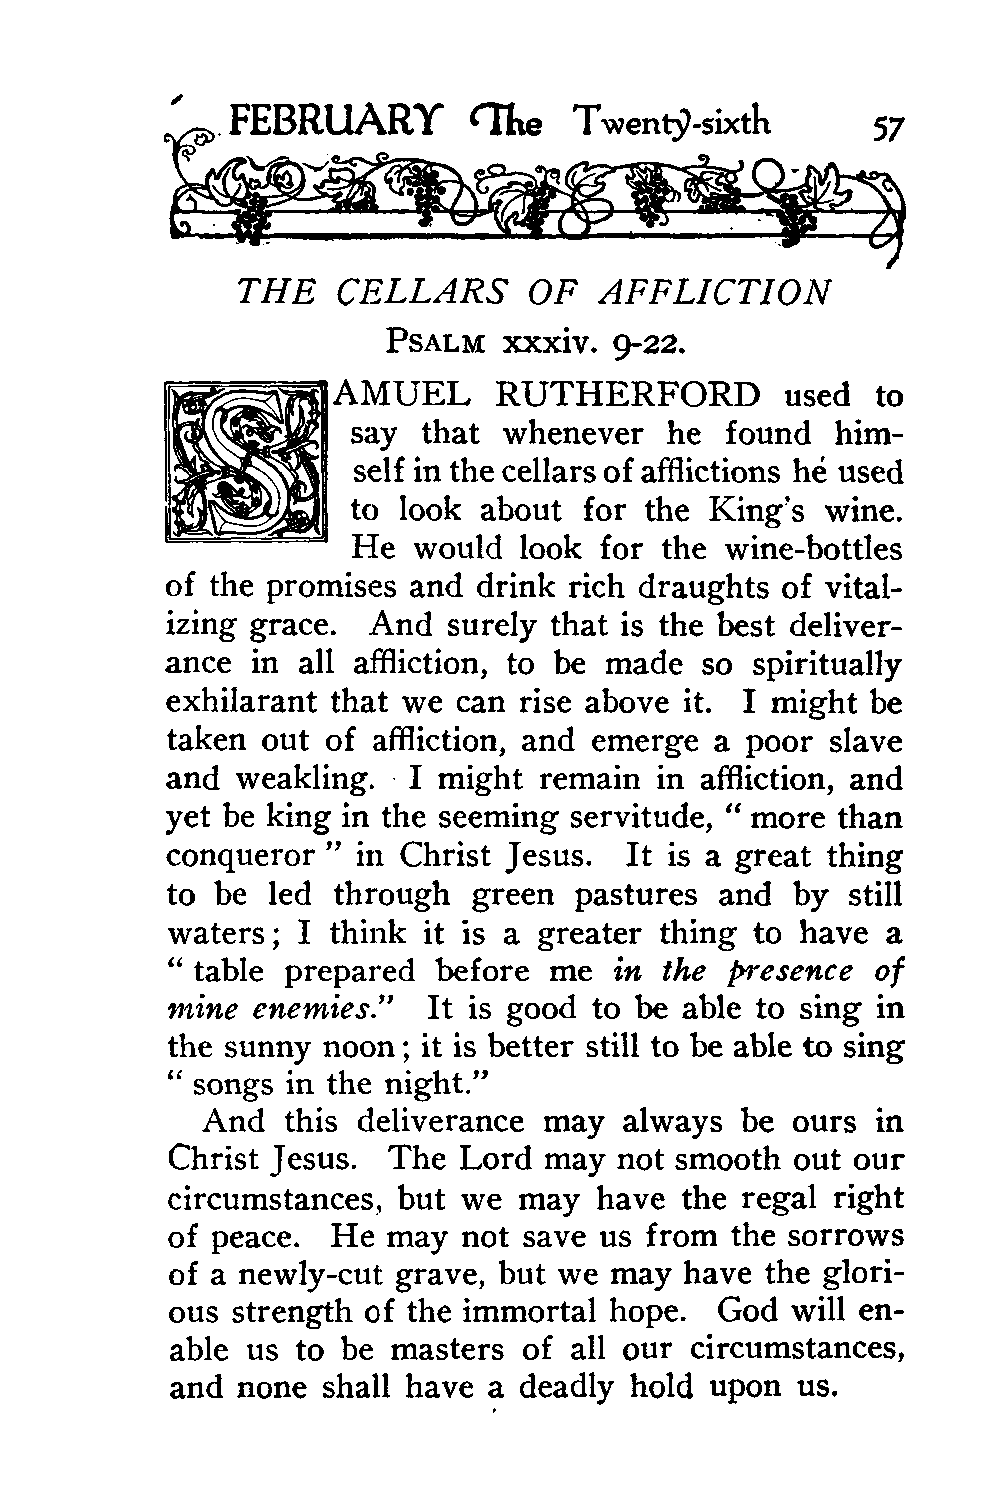 FEBRUARY The Twenty-sixth 57
THE CELLARS OF AFFLICTION
PSALM xxxiv. 9-22.
SAMUEL RUTHERFORD used to
say that whenever he found him-
self in the cellars of afflictions he used
to look about for the King's wine.
He would look for the wine-bottles
of the promises and drink rich draughts of vital-
izing grace. And surely that is the best deliver-
ance in all affliction, to be made so spiritually
exhilarant that we can rise above it. I might be
taken out of affliction, and emerge a poor slave
and weakling. I might remain in affliction, and
yet be king in the seeming servitude, " more than
conqueror " in Christ Jesus. It is a great thing
to be led through green pastures and by still
waters; I think it is a greater thing to have a
" table prepared before me in the presence of
mine enemies." It is good to be able to sing in
the sunny noon; it is better still to be able to sing
" songs in the night."
And this deliverance may always be ours in
Christ Jesus. The Lord may not smooth out our
circumstances, but we may have the regal right
of peace. He may not save us from the sorrows
of a newly-cut grave, but we may have the glori-
ous strength of the immortal hope. God will en-
able us to be masters of all our circumstances,
and none shall have a deadly hold upon us.